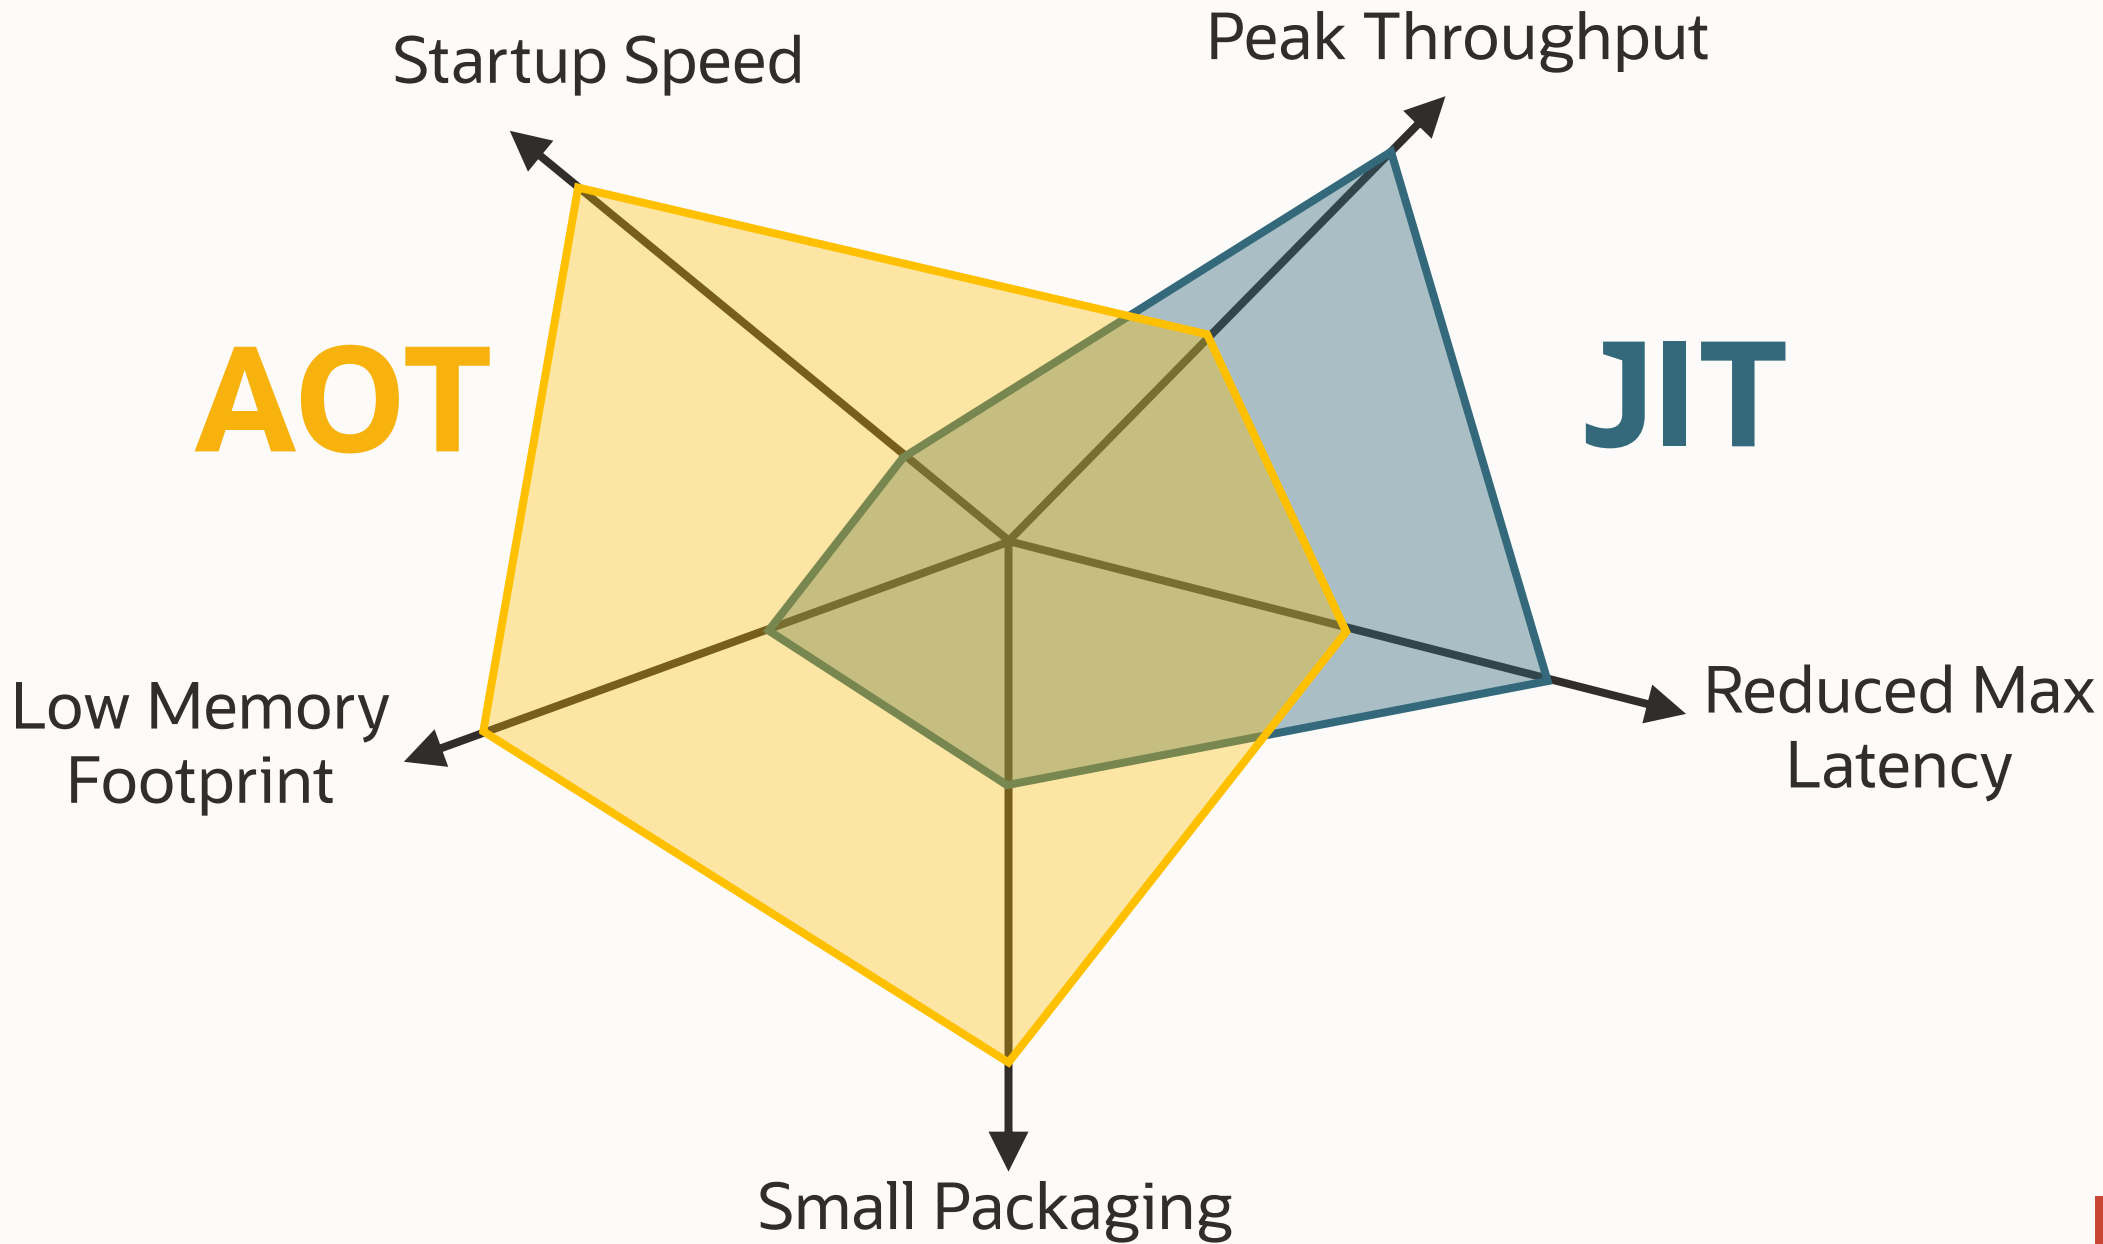 Startup Speed
Peak Throughput
AOT
JIT
Low Memory
Footprint
Reduced Max
Latency
Small Packaging